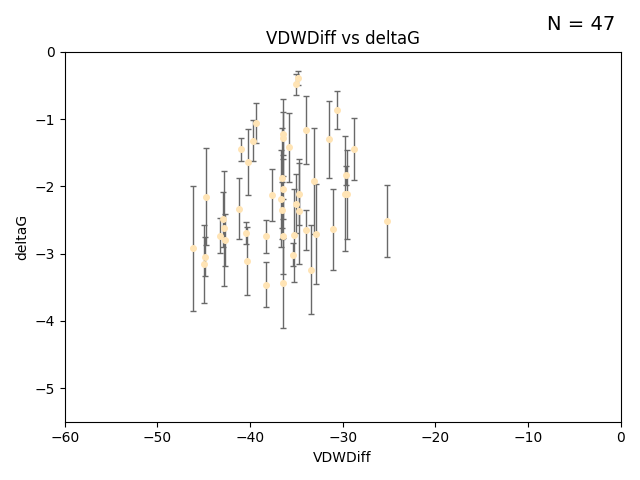 N = 47
VDWDiff vs deltaG
0
−1
−2
−3
−4
−5
deltaG
−60 −50 −40 −30 −20 −10 0
VDWDiff